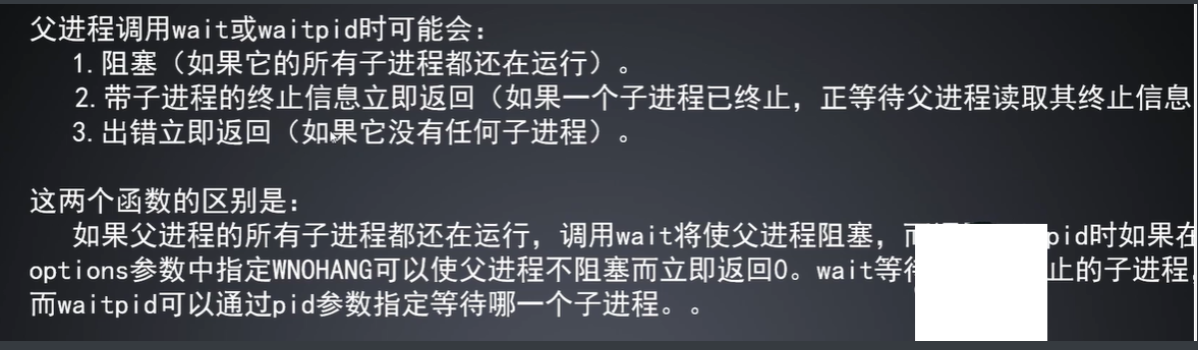 父进程调用wait或waitpid时可能会：
1.阻塞（如果它的所有子进程都还在运行）。
2.带子进程的终止信息立即返回（如果一个子进程已终止，正等待父进程读取其终止信息
3.出错立即返回（如果它没有任何子进程）。
这两个函数的区别是：
如果父进程的所有子进程都还在运行，调用wait将使父进程阻塞，而 pid时如果在
options参数中指定WNOHANG可以使父进程不阻塞而立即返回0。wait等待 止的子进程
而waitpid可以通过pid参数指定等待哪一个子进程。。